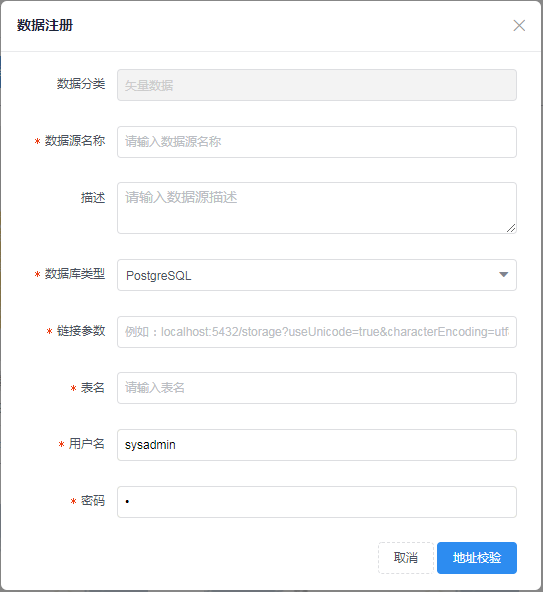 数据注册
数据分类
矢量数据
* 数据源名称
请输入数据源名称
描述
请输入数据源描述
* 数据库类型
PostgreSQL
* 链接参数
例如：localhost:5432/storage?useUnicode=true&characterEncoding=utf
* 表名
请输入表名
* 用户名
sysadmin
* 密码
•
取消
地址校验